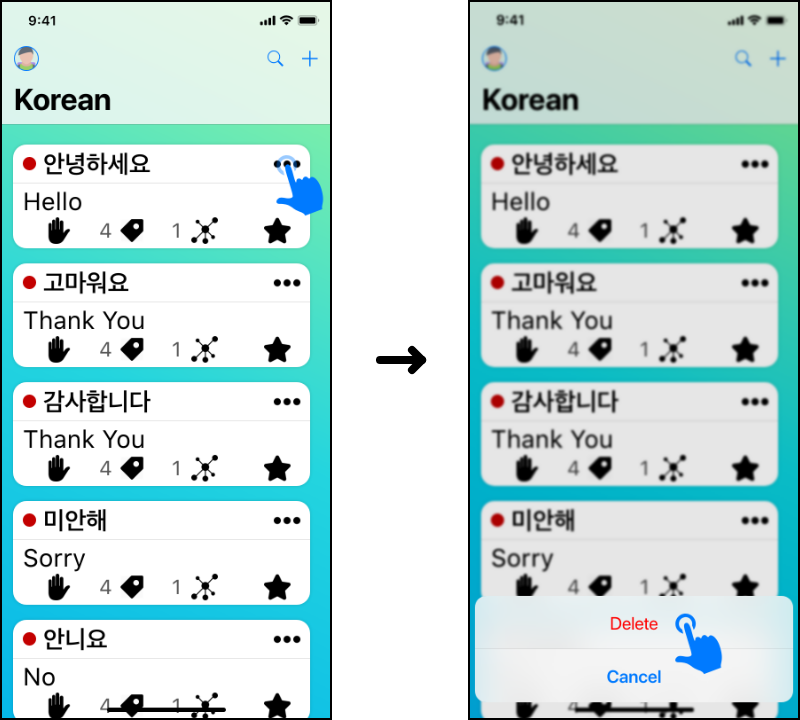 9:41
Korean
안녕하세요
Hello
4 1
고마워요
Thank You
4 1
감사합니다
Thank You
4 1
미안해
Sorry
4 1
안니요
No
4 1
9:41
Korean
안녕하세요
Hello
4 1
고마워요
Thank You
4 1
감사합니다
Thank You
4 1
미안해
Sorry
4 1
Delete
Cancel